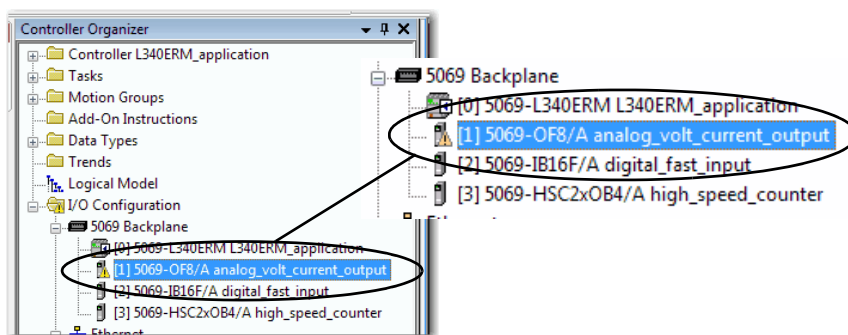 Controller Organizer
Controller L340ERM_application
Tasks
Motion Groups
Add-On Instructions
Data Types
Trends
Logical Model
I/O Configuration
5069 Backplane
[0] 5069-L340ERM L340ERM_application
[1] 5069-OF8/A analog_volt_current_output
[2] 5069-IB16F/A digital_fast_input
[3] 5069-HSC2xOB4/A high_speed_counter
Ethernet
5069 Backplane
[0] 5069-L340ERM L340ERM_application
[1] 5069-OF8/A analog_volt_current_output
[2] 5069-IB16F/A digital_fast_input
[3] 5069-HSC2xOB4/A high_speed_counter